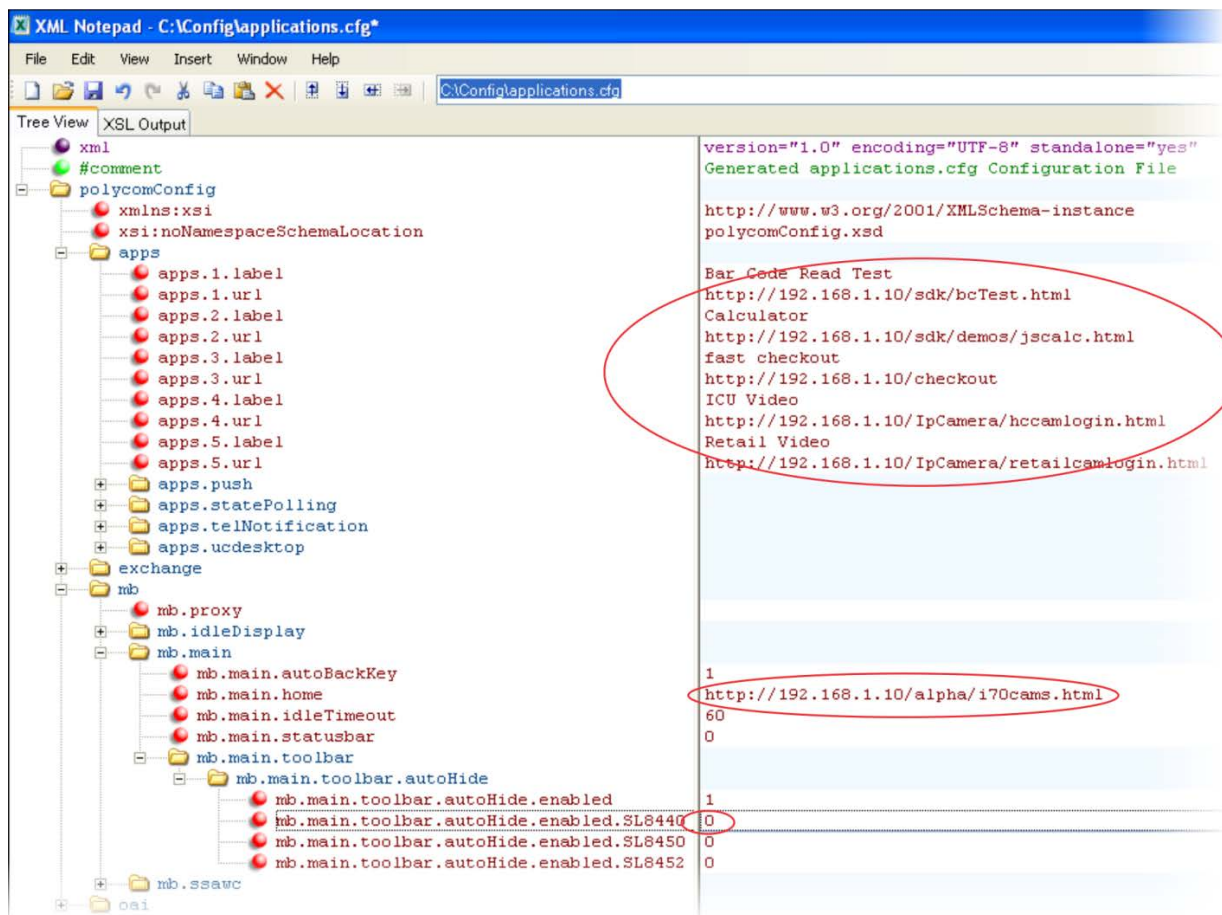 XML Notepad - C:\Config\applications.cfg*
File Edit View Insert Window Help
C:\Config\applications.cfg
Tree View XSL Output
xml version="1.0" encoding="UTF-8" standalone="yes"
#comment Generated applications.cfg Configuration File
polycomConfig
xmlns:xsi http://www.w3.org/2001/XMLSchema-instance
xsi:noNamespaceSchemaLocation polycomConfig.xsd
apps
apps.1.label Bar Code Read Test
apps.1.url http://192.168.1.10/sdk/bcTest.html
apps.2.label Calculator
apps.2.url http://192.168.1.10/sdk/demos/jscalc.html
apps.3.label fast checkout
apps.3.url http://192.168.1.10/checkout
apps.4.label ICU Video
apps.4.url http://192.168.1.10/IpCamera/hccamlogin.html
apps.5.label Retail Video
apps.5.url http://192.168.1.10/IpCamera/retailcamlogin.html
apps.push
apps.statePolling
apps.telNotification
apps.ucdesktop
exchange
mb
mb.proxy
mb.idleDisplay
mb.main
mb.main.autoBackKey 1
mb.main.home http://192.168.1.10/alpha/i70cams.html
mb.main.idleTimeout 60
mb.main.statusbar 0
mb.main.toolbar
mb.main.toolbar.autoHide
mb.main.toolbar.autoHide.enabled 1
mb.main.toolbar.autoHide.enabled.SL8440 0
mb.main.toolbar.autoHide.enabled.SL8450 0
mb.main.toolbar.autoHide.enabled.SL8452 0
mb.ssawc
oai